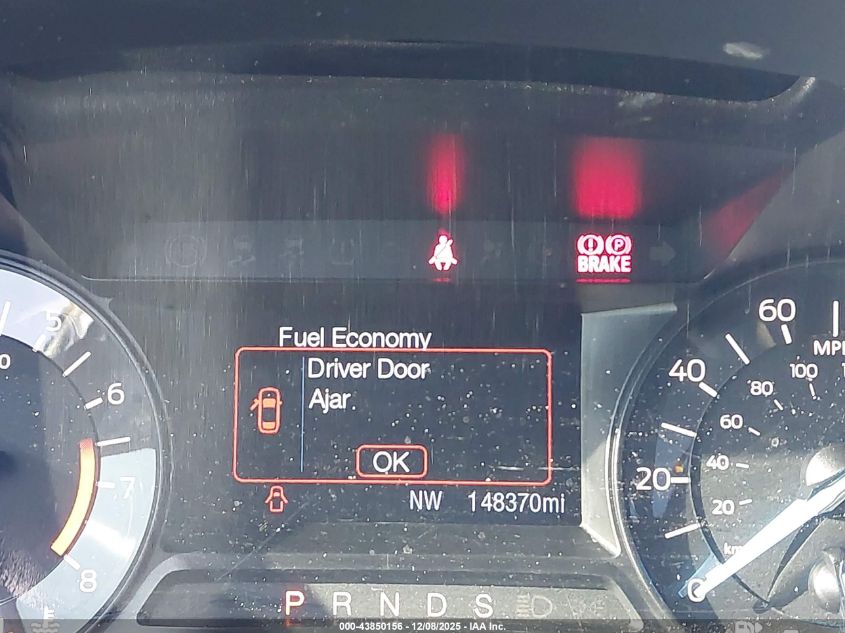 BRAKE
P
Fuel Economy
Driver Door
Ajar
OK
NW 148370mi
5
6
7
8
60
MPH
40
100
80
60
20
40
20
0
P R N D S
000-43850156 - 12/08/2025 - IAA Inc.